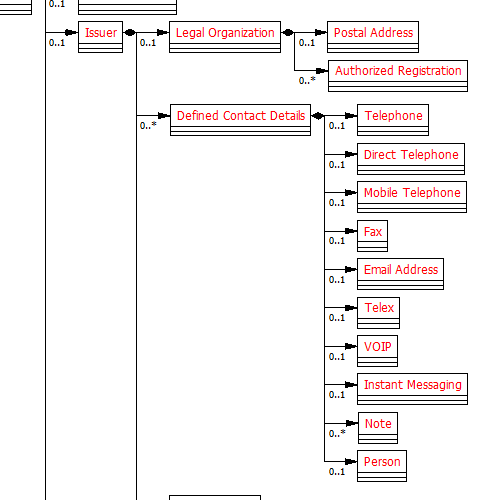 0..1
0..1
Issuer
0..1
Legal Organization
0..1
Postal Address
0..1
Authorized Registration
0..*
Defined Contact Details
0..*
Telephone
0..1
Direct Telephone
0..1
Mobile Telephone
0..1
Fax
0..1
Email Address
0..1
Telex
0..1
VOIP
0..1
Instant Messaging
0..1
Note
0..*
Person
0..1